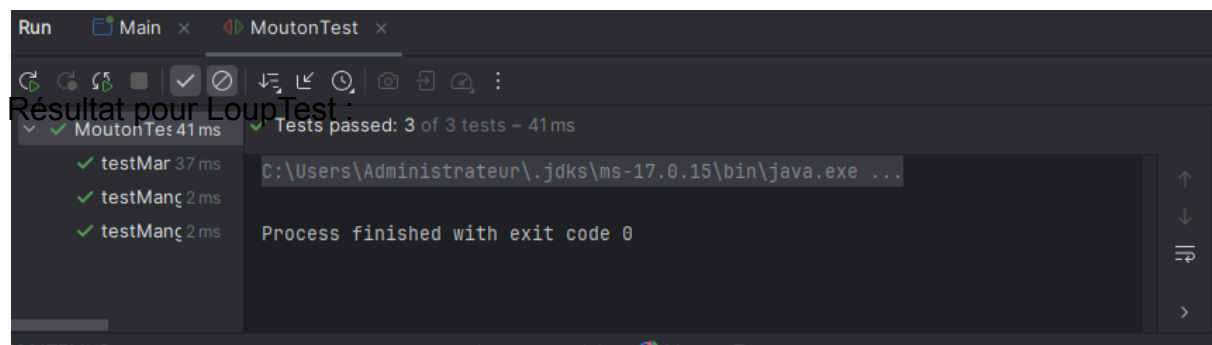 Run Main × MoutonTest ×
Résultat pour LoupTest :
MoutonTes 41 ms
Tests passed: 3 of 3 tests – 41 ms
testMar 37 ms
testMang 2 ms
testMang 2 ms
C:\Users\Administrateur\.jdks\ms-17.0.15\bin\java.exe ...
Process finished with exit code 0